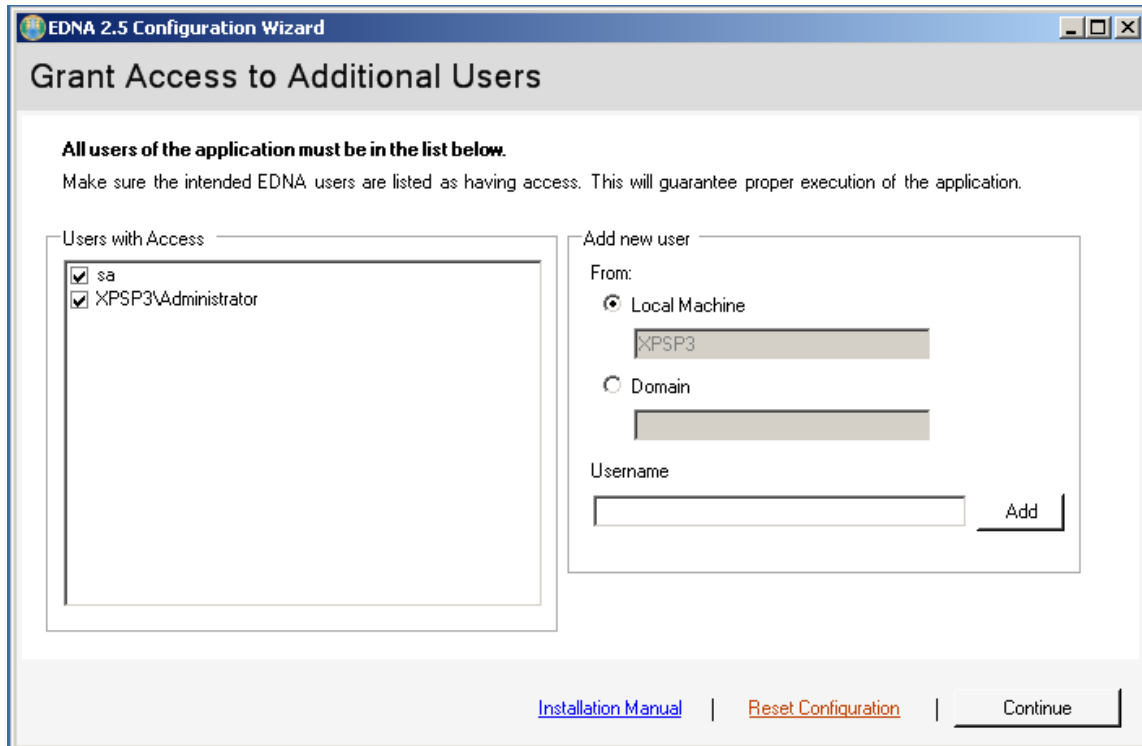 EDNA 2.5 Configuration Wizard
Grant Access to Additional Users
All users of the application must be in the list below.
Make sure the intended EDNA users are listed as having access. This will guarantee proper execution of the application.
Users with Access
sa
XPSP3\Administrator
Add new user
From:
Local Machine
XPSP3
Domain
Username
Add
Installation Manual | Reset Configuration | Continue